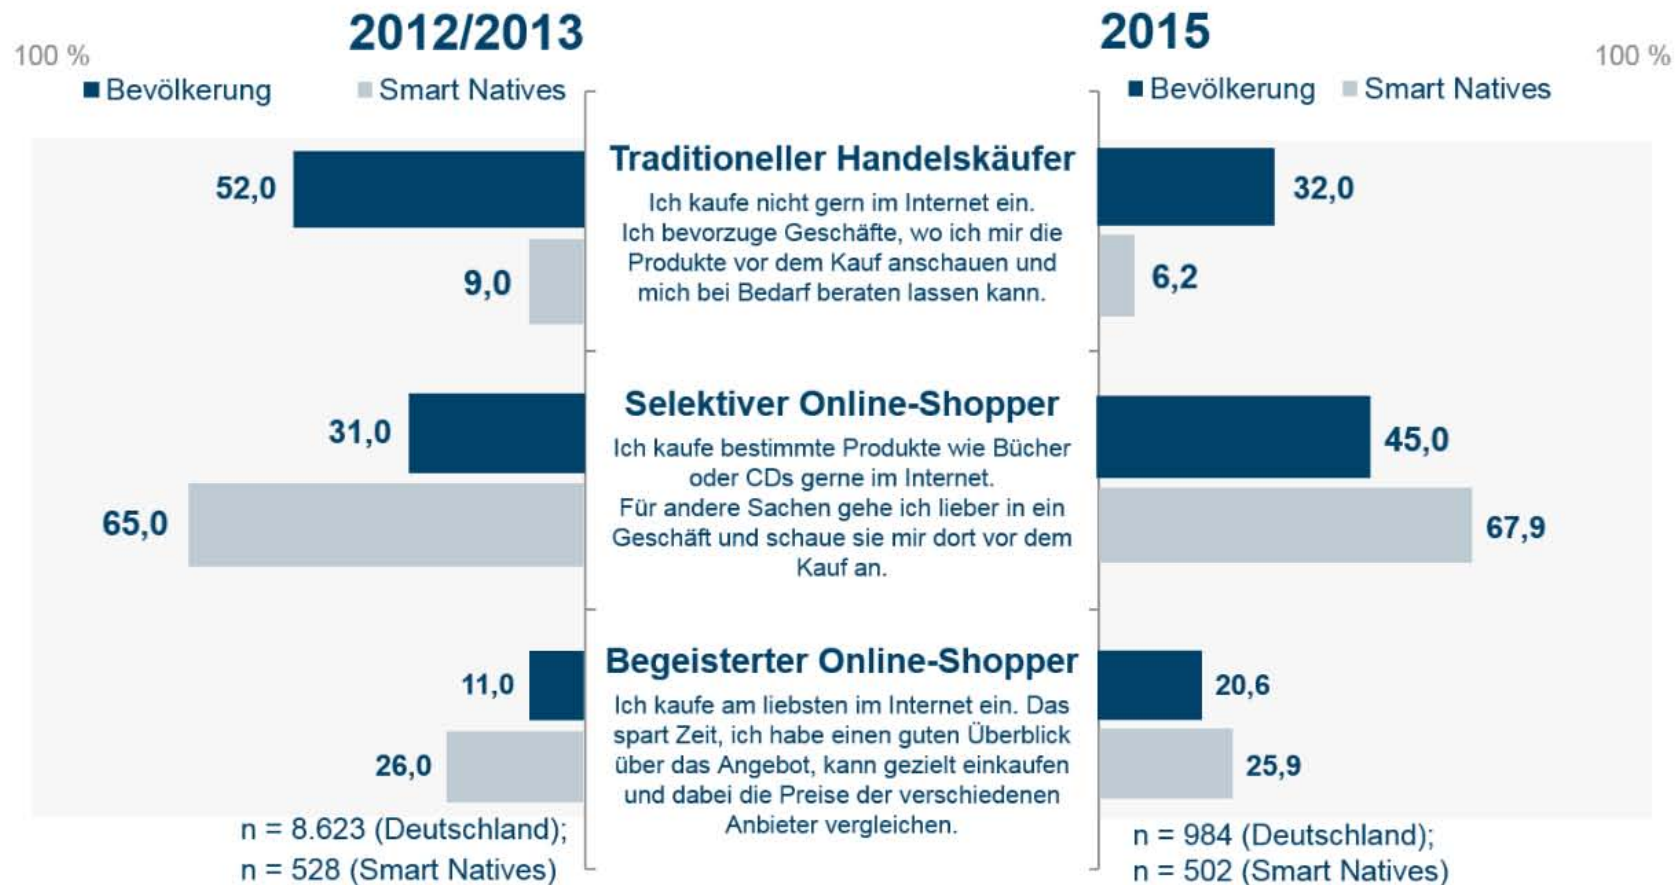 2012/2013
100 %
Bevölkerung
Smart Natives
52,0
9,0
31,0
65,0
11,0
26,0
n = 8.623 (Deutschland);
n = 528 (Smart Natives)
Traditioneller Handelskäufer
Ich kaufe nicht gern im Internet ein.
Ich bevorzuge Geschäfte, wo ich mir die
Produkte vor dem Kauf anschauen und
mich bei Bedarf beraten lassen kann.
Selektiver Online-Shopper
Ich kaufe bestimmte Produkte wie Bücher
oder CDs gerne im Internet.
Für andere Sachen gehe ich lieber in ein
Geschäft und schaue sie mir dort vor dem
Kauf an.
Begeisterter Online-Shopper
Ich kaufe am liebsten im Internet ein. Das
spart Zeit, ich habe einen guten Überblick
über das Angebot, kann gezielt einkaufen
und dabei die Preise der verschiedenen
Anbieter vergleichen.
2015
100 %
Bevölkerung
Smart Natives
32,0
6,2
45,0
67,9
20,6
25,9
n = 984 (Deutschland);
n = 502 (Smart Natives)